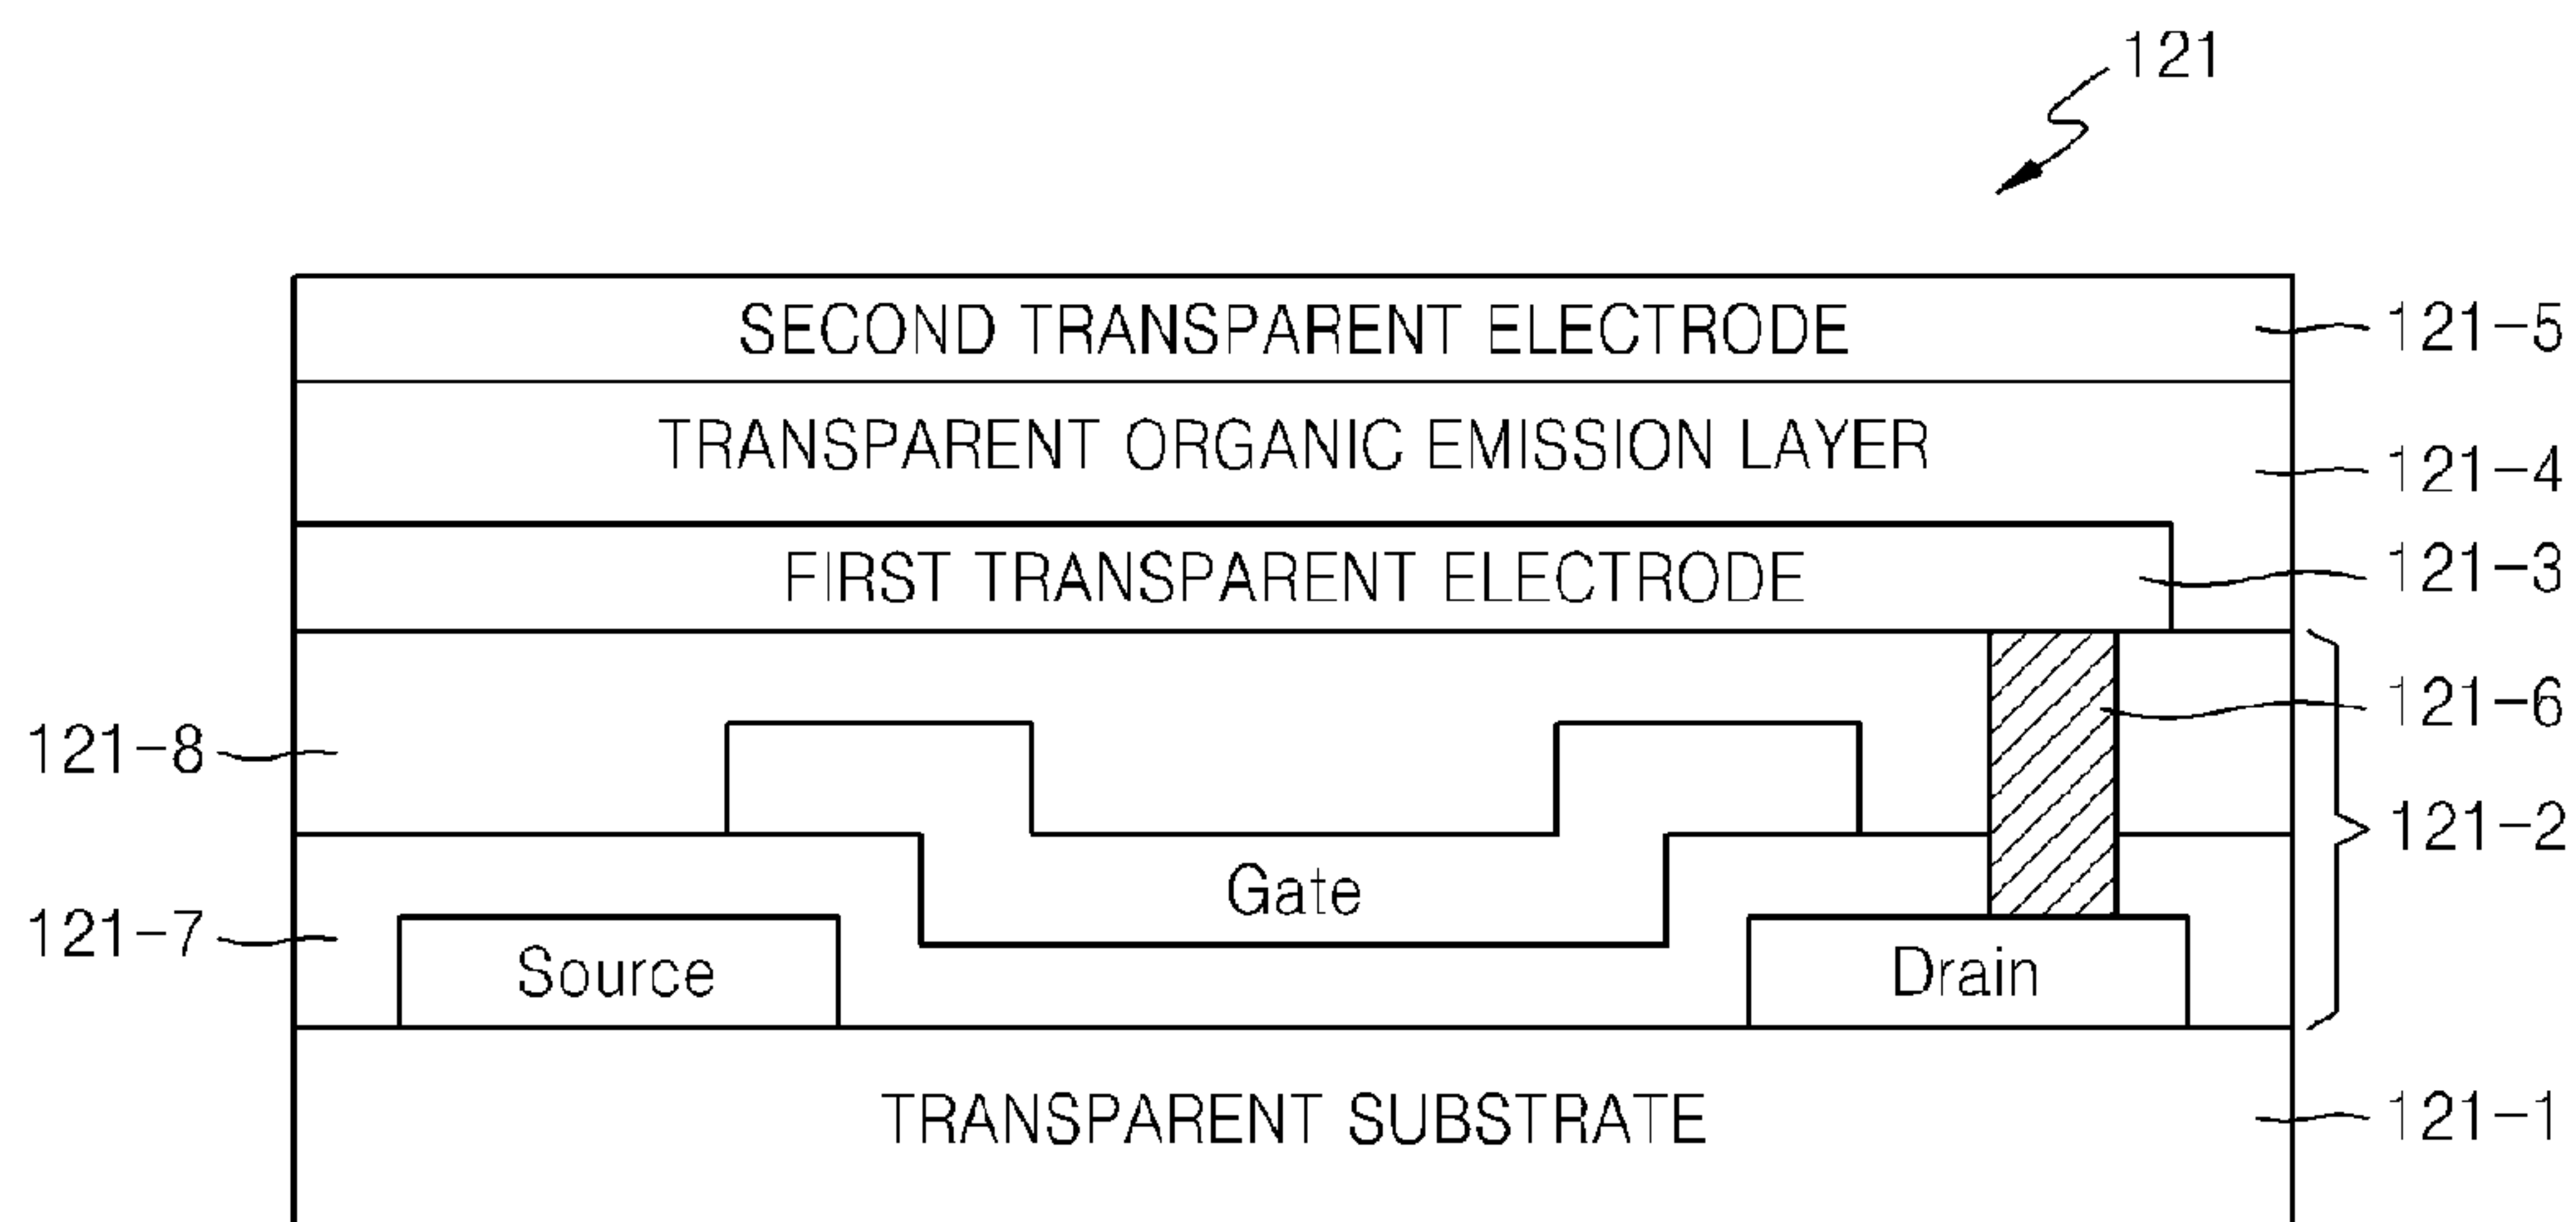 121
SECOND TRANSPARENT ELECTRODE
121-5
TRANSPARENT ORGANIC EMISSION LAYER
121-4
FIRST TRANSPARENT ELECTRODE
121-3
121-6
121-8
121-2
Gate
121-7
Source
Drain
TRANSPARENT SUBSTRATE
121-1